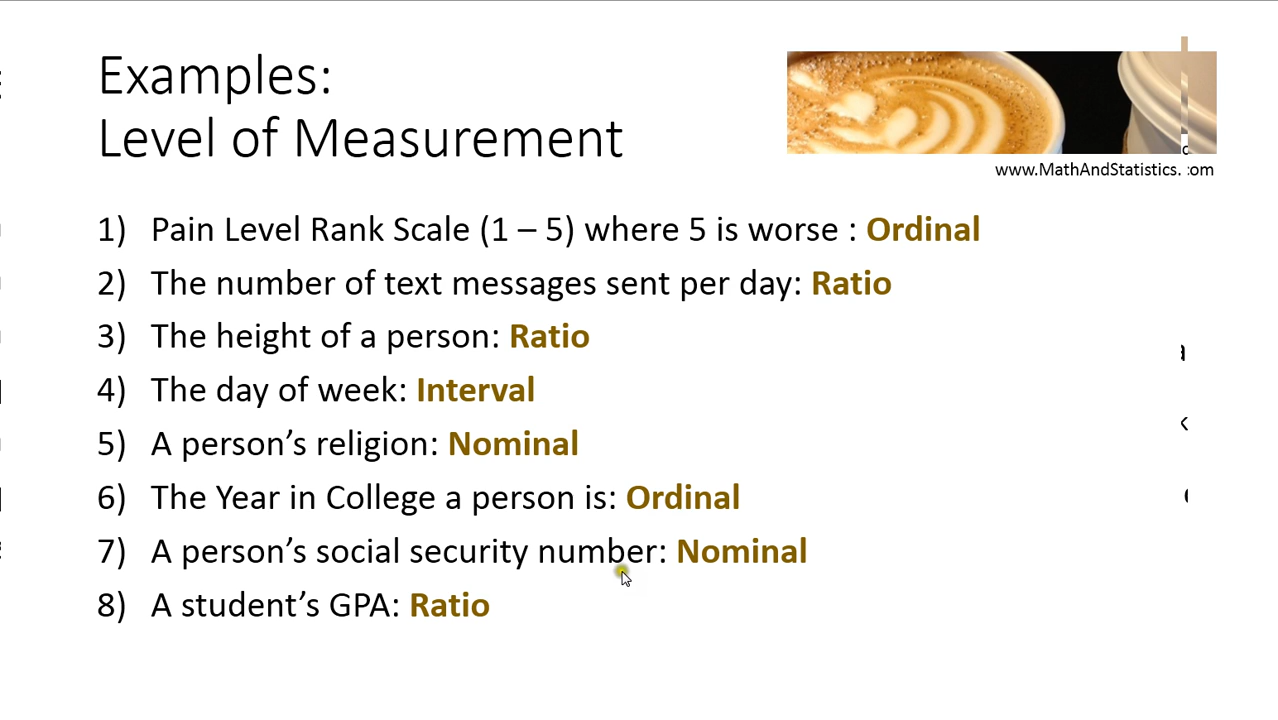 Examples:
Level of Measurement
www.MathAndStatistics.com
1) Pain Level Rank Scale (1 – 5) where 5 is worse : Ordinal
2) The number of text messages sent per day: Ratio
3) The height of a person: Ratio
4) The day of week: Interval
5) A person’s religion: Nominal
6) The Year in College a person is: Ordinal
7) A person’s social security number: Nominal
8) A student’s GPA: Ratio